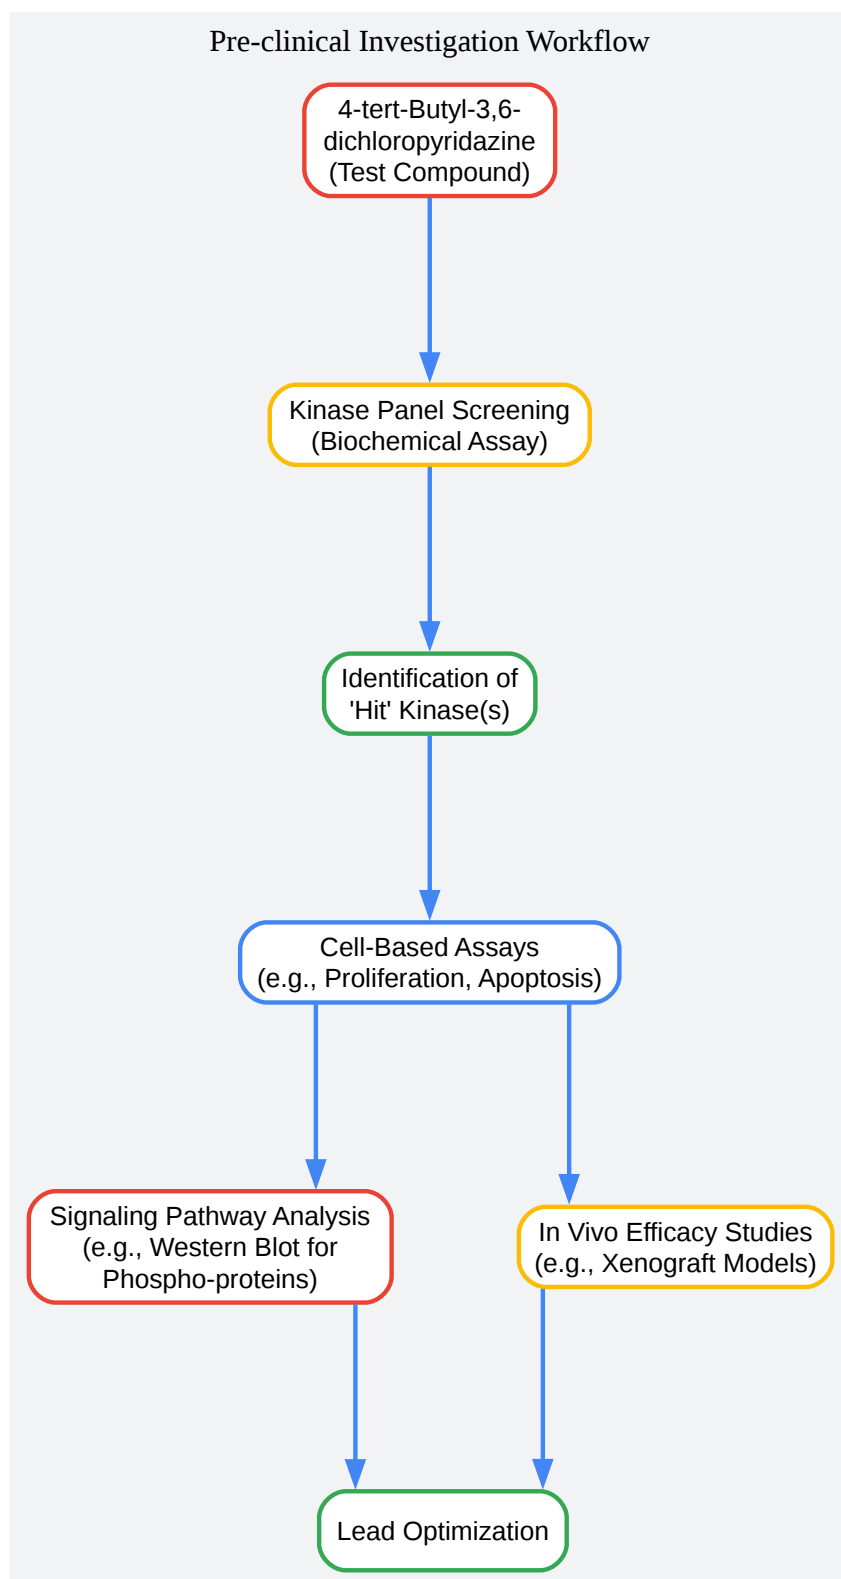 Pre-clinical Investigation Workflow
4-tert-Butyl-3,6-
dichloropyridazine
(Test Compound)
Kinase Panel Screening
(Biochemical Assay)
Identification of
'Hit' Kinase(s)
Cell-Based Assays
(e.g., Proliferation, Apoptosis)
Signaling Pathway Analysis
(e.g., Western Blot for
Phospho-proteins)
In Vivo Efficacy Studies
(e.g., Xenograft Models)
Lead Optimization